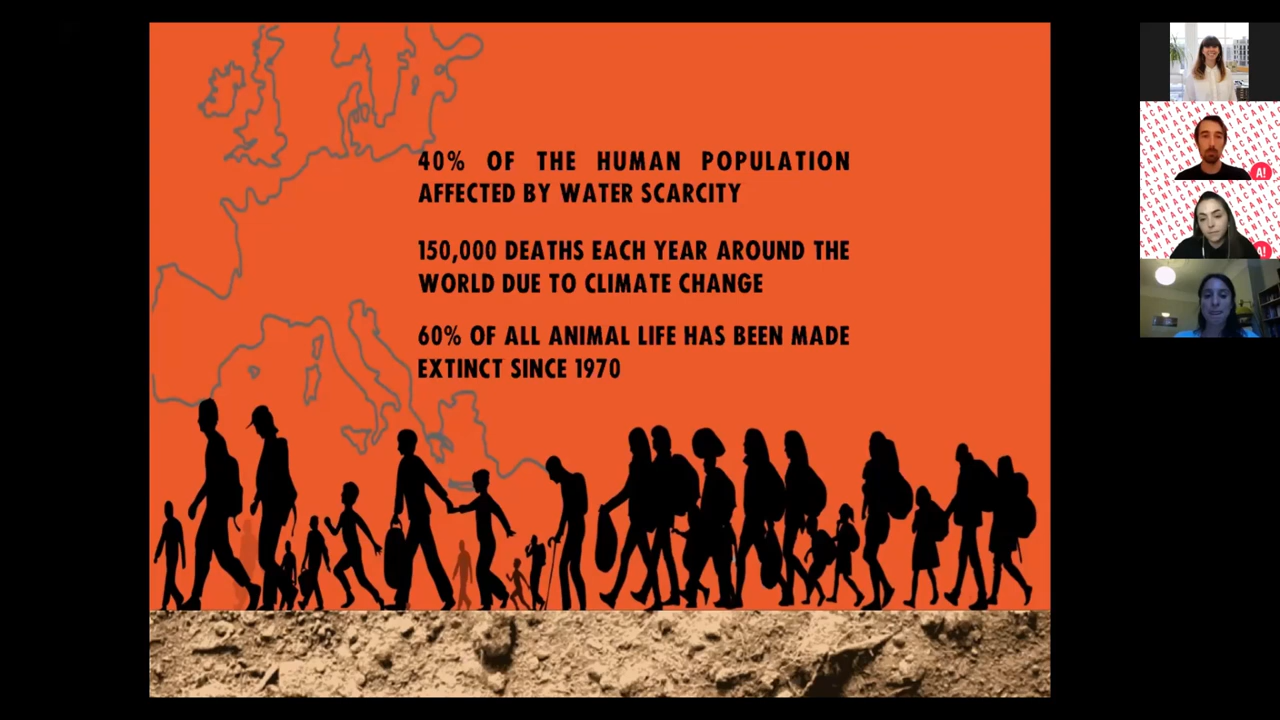 40% OF THE HUMAN POPULATION
AFFECTED BY WATER SCARCITY
150,000 DEATHS EACH YEAR AROUND THE
WORLD DUE TO CLIMATE CHANGE
60% OF ALL ANIMAL LIFE HAS BEEN MADE
EXTINCT SINCE 1970
A!
A!